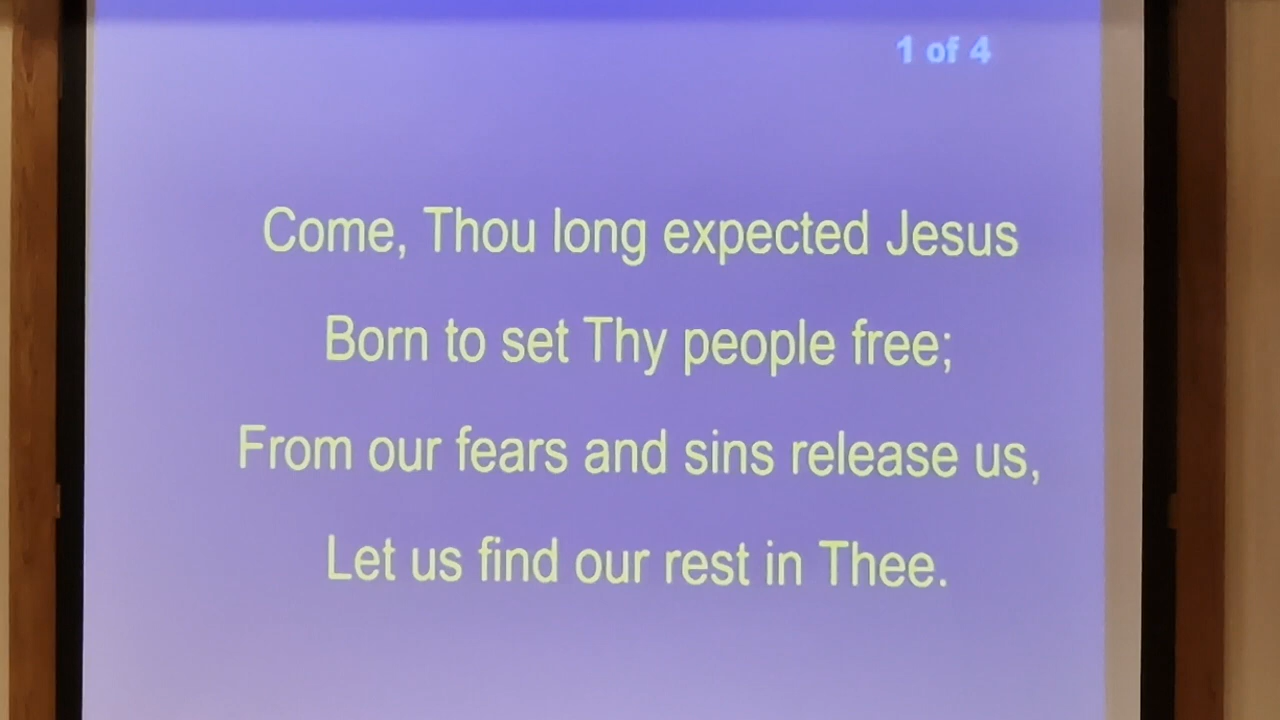 1 of 4
Come, Thou long expected Jesus
Born to set Thy people free;
From our fears and sins release us,
Let us find our rest in Thee.